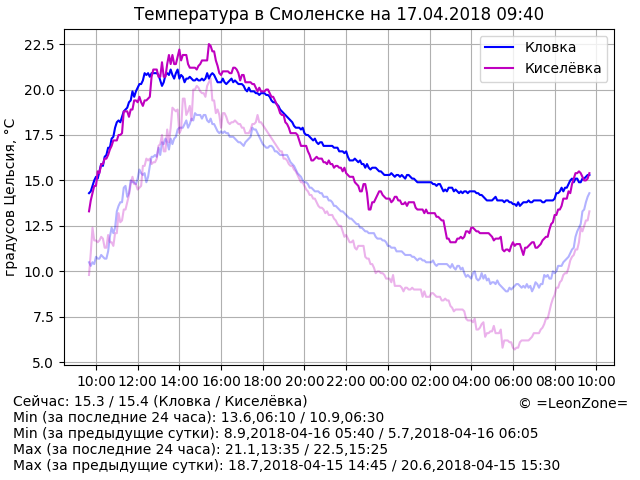 Температура в Смоленске на 17.04.2018 09:40
Кловка
Киселёвка
градусов Цельсия, °C
22.5
20.0
17.5
15.0
12.5
10.0
7.5
5.0
10:00 12:00 14:00 16:00 18:00 20:00 22:00 00:00 02:00 04:00 06:00 08:00 10:00
Сейчас: 15.3 / 15.4 (Кловка / Киселёвка)
© =LeonZone=
Min (за последние 24 часа): 13.6,06:10 / 10.9,06:30
Min (за предыдущие сутки): 8.9,2018-04-16 05:40 / 5.7,2018-04-16 06:05
Max (за последние 24 часа): 21.1,13:35 / 22.5,15:25
Max (за предыдущие сутки): 18.7,2018-04-15 14:45 / 20.6,2018-04-15 15:30